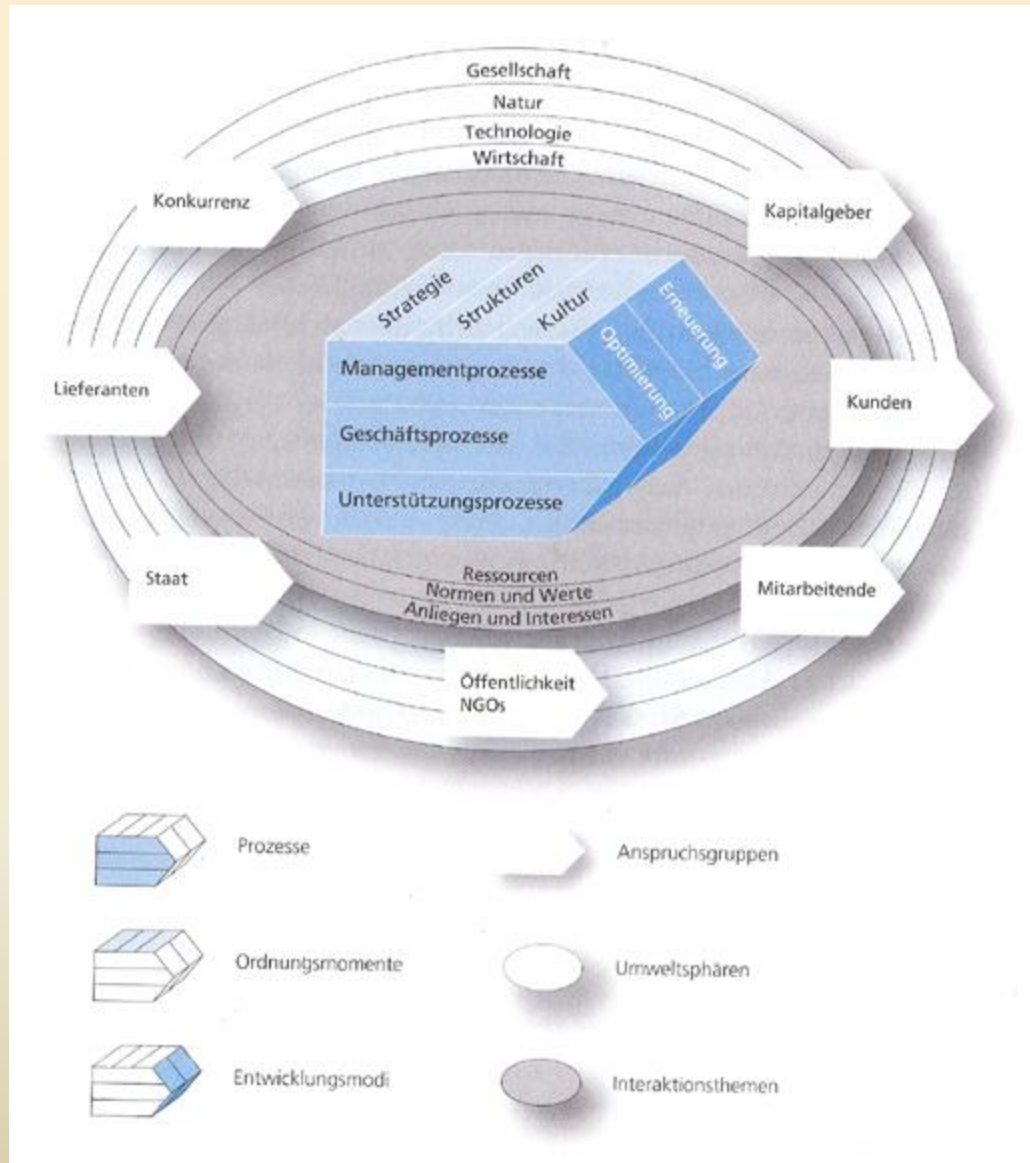 Gesellschaft
Natur
Technologie
Wirtschaft
Konkurrenz
Kapitalgeber
Strategie
Strukturen
Kultur
Erneuerung
Optimierung
Managementprozesse
Lieferanten
Kunden
Geschäftsprozesse
Unterstützungsprozesse
Staat
Ressourcen
Normen und Werte
Anliegen und Interessen
Mitarbeitende
Öffentlichkeit
NGOs
Prozesse
Anspruchsgruppen
Ordnungsmomente
Umweltsphären
Entwicklungsmodi
Interaktionsthemen